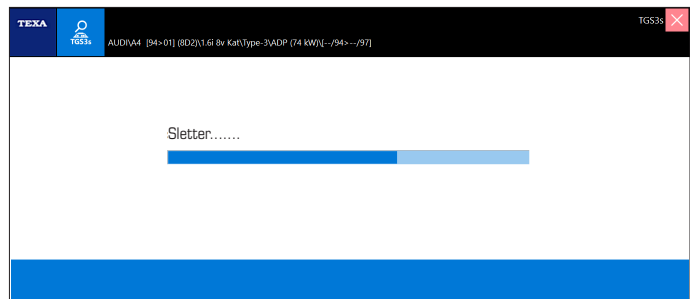 TEXA
TGS3s
AUDI\A4 [94>01] (8D2)\1.6i 8v Kat\Type-3\ADP (74 kW)\[--/94>--/97]
TGS3s
Sletter.......